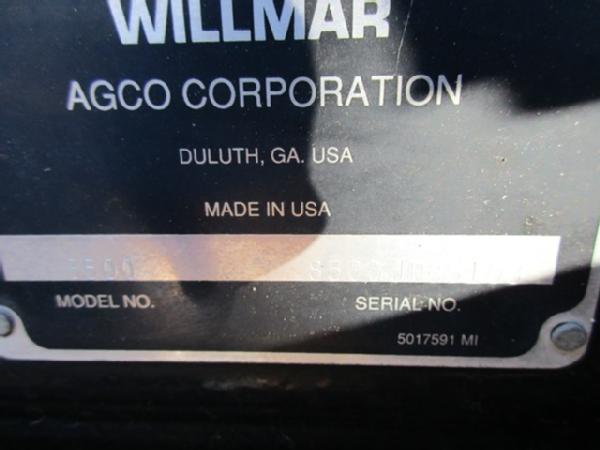 WILLMAR
AGCO CORPORATION
DULUTH, GA. USA
MADE IN USA
MODEL NO. SERIAL NO.
5017591 MI